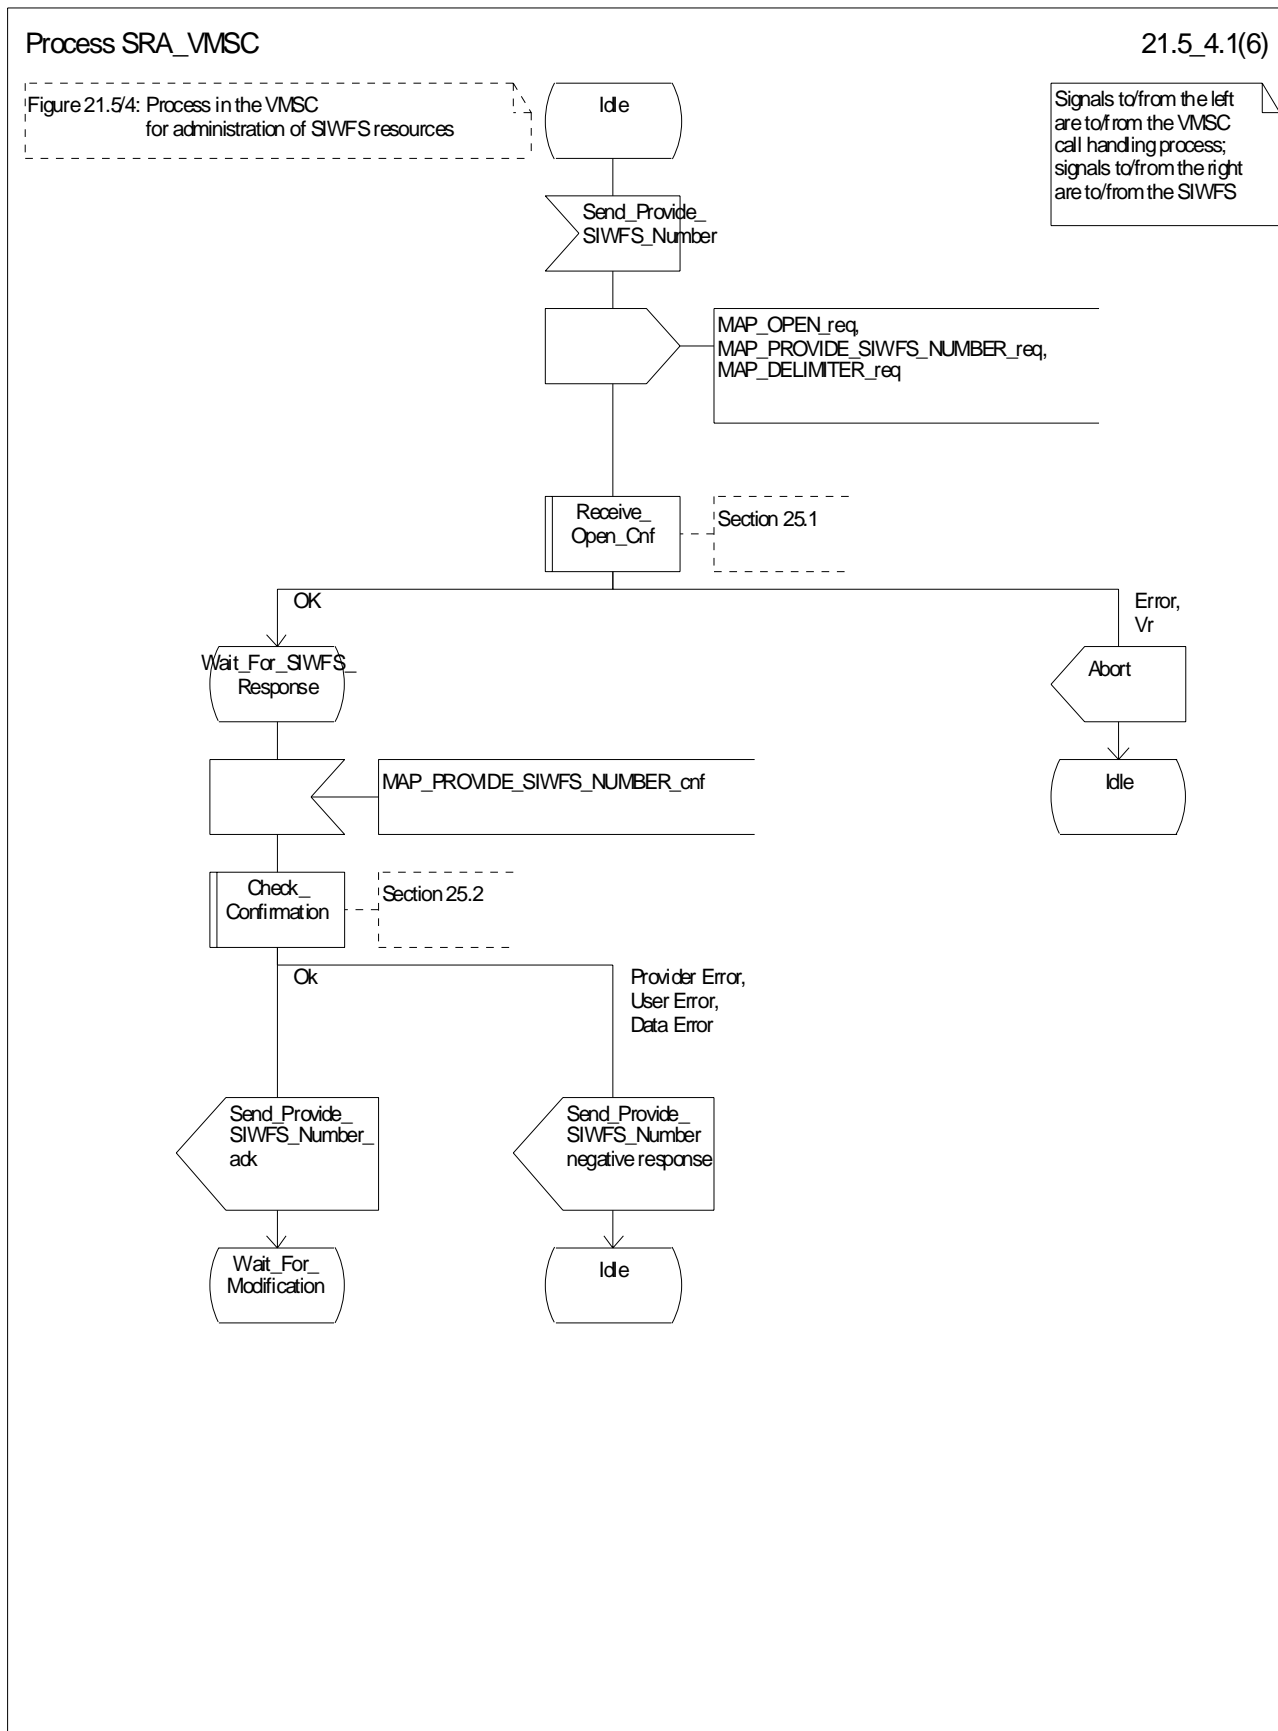 Process SRA_VMSC
21.5_4.1(6)
Figure 21.5/4: Process in the VMSC
for administration of SIWFS resources
Idle
Signals to/from the left
are to/from the VMSC
call handling process;
signals to/from the right
are to/from the SIWFS
Send_Provide_
SIWFS_Number
MAP_OPEN_req,
MAP_PROVIDE_SIWFS_NUMBER_req,
MAP_DELIMITER_req
Receive_
Open_Cnf
Section 25.1
OK
Error,
Vr
Wait_For_SIWFS_
Response
Abort
MAP_PROVIDE_SIWFS_NUMBER_cnf
Idle
Check_
Confirmation
Section 25.2
Ok
Provider Error,
User Error,
Data Error
Send_Provide_
SIWFS_Number_
ack
Send_Provide_
SIWFS_Number
negative response
Wait_For_
Modification
Idle